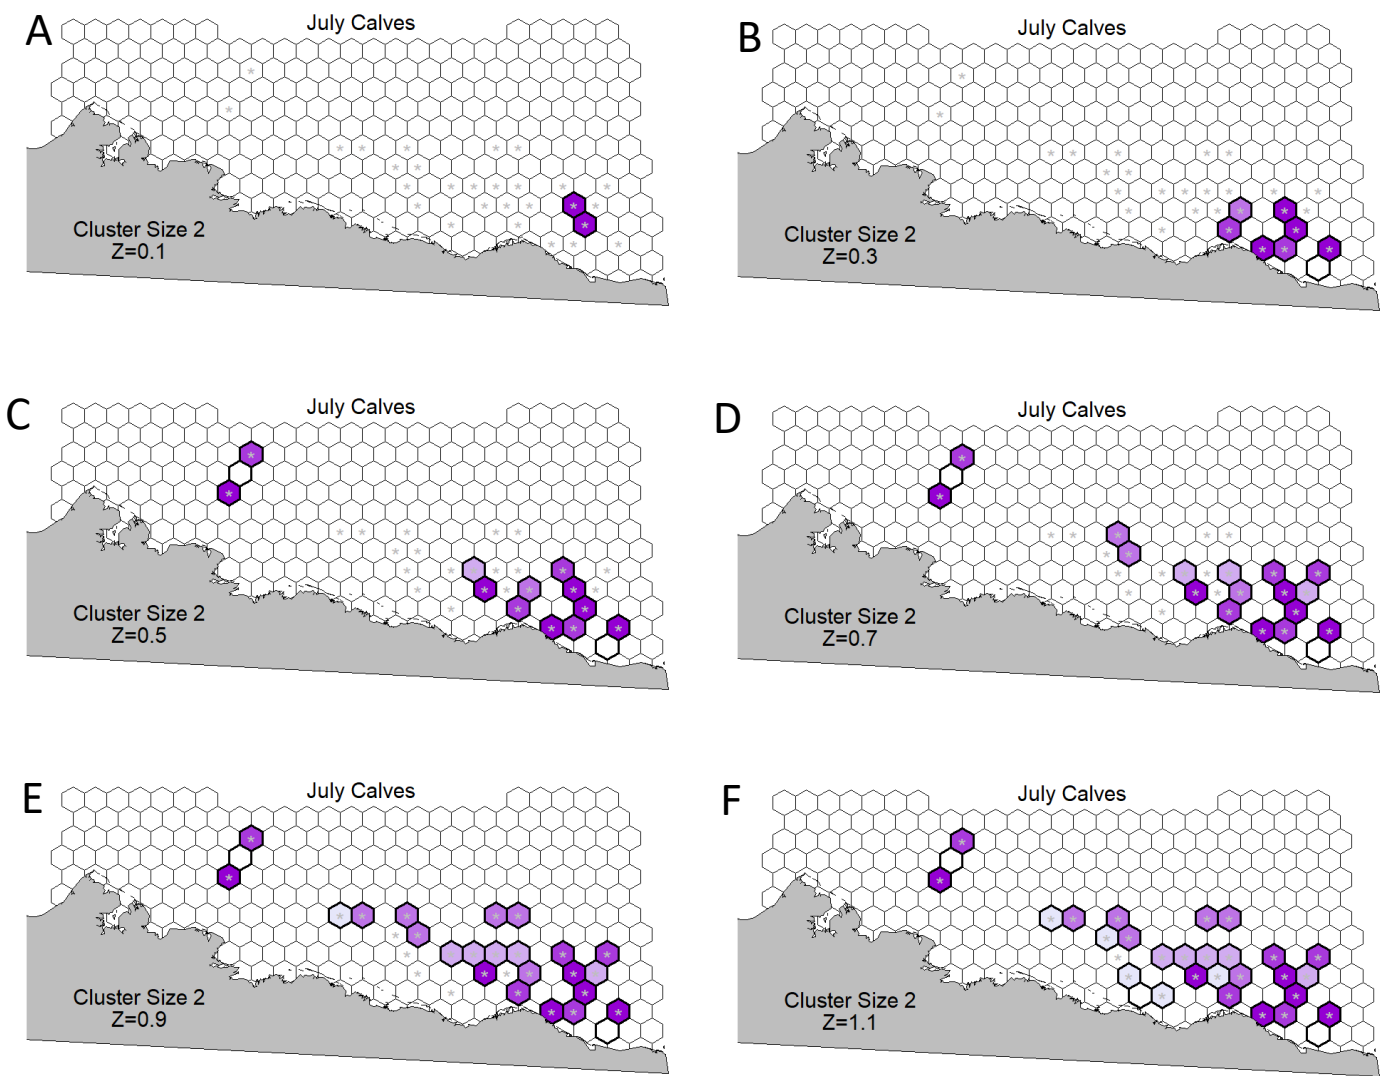 A
July Calves
Cluster Size 2
Z=0.1
B
July Calves
Cluster Size 2
Z=0.3
C
July Calves
Cluster Size 2
Z=0.5
D
July Calves
Cluster Size 2
Z=0.7
E
July Calves
Cluster Size 2
Z=0.9
F
July Calves
Cluster Size 2
Z=1.1